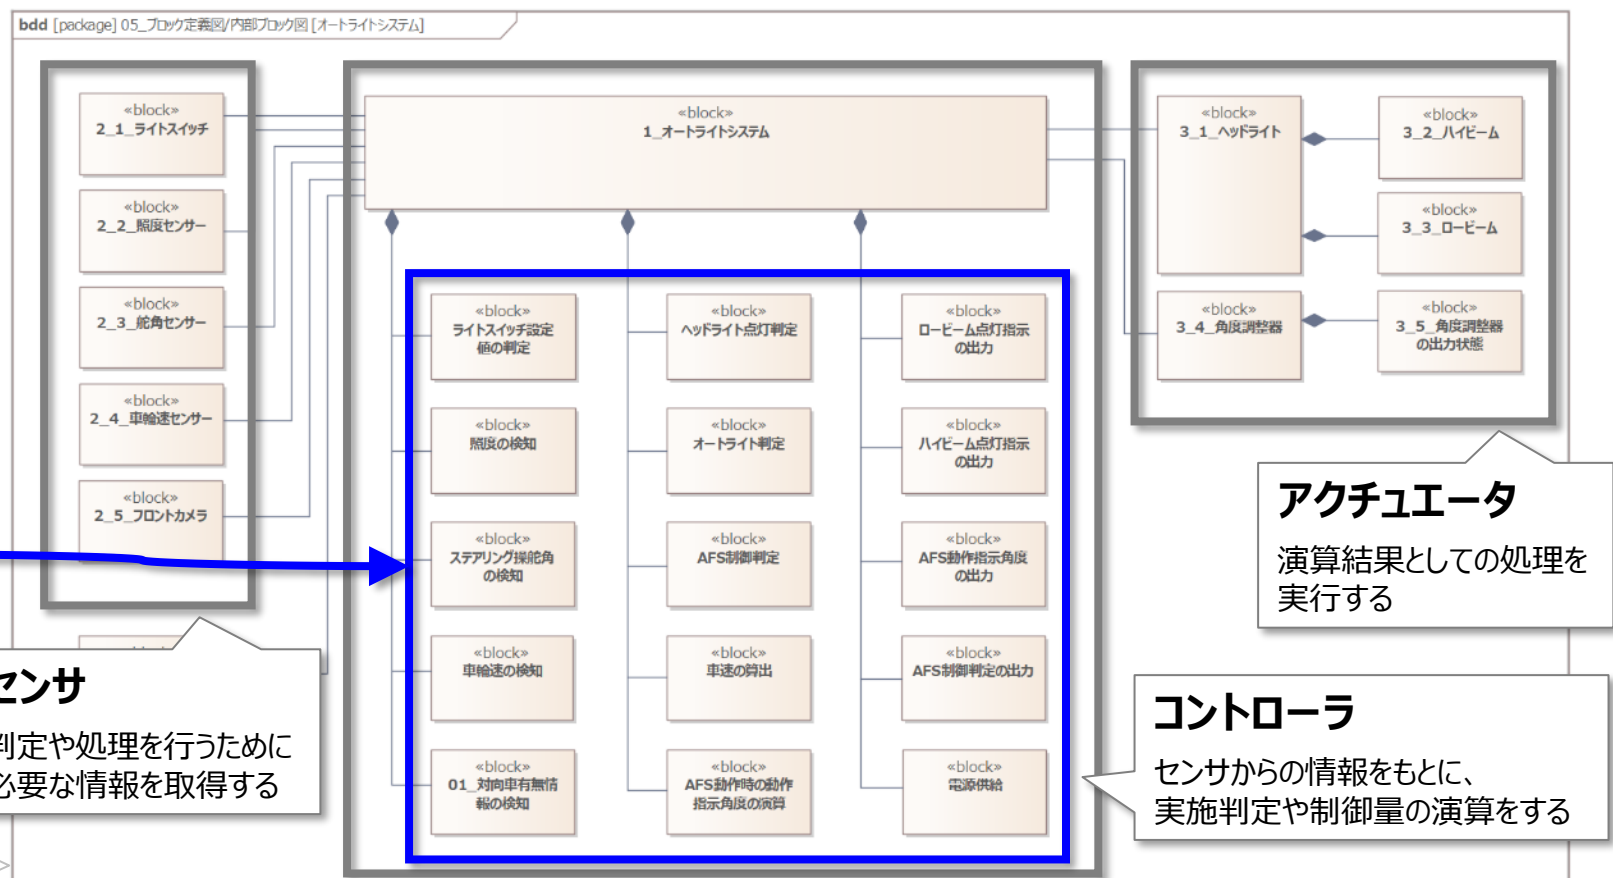 bdd [package] 05_ブロック定義図/内部ブロック図 [オートライトシステム]
«block»
2_1_ライトスイッチ
«block»
2_2_照度センサー
«block»
2_3_舵角センサー
«block»
2_4_車輪速センサー
«block»
2_5_フロントカメラ
センサ
判定や処理を行うために
必要な情報を取得する
«block»
1_オートライトシステム
«block»
ライトスイッチ設定
値の判定
«block»
照度の検知
«block»
ステアリング操舵角
の検知
«block»
車輪速の検知
«block»
01_対向車有無情
報の検知
«block»
ヘッドライト点灯判定
«block»
オートライト判定
«block»
AFS制御判定
«block»
車速の算出
«block»
AFS動作時の動作
指示角度の演算
«block»
ロービーム点灯指示
の出力
«block»
ハイビーム点灯指示
の出力
«block»
AFS動作指示角度
の出力
«block»
AFS制御判定の出力
«block»
電源供給
«block»
3_1_ヘッドライト
«block»
3_2_ハイビーム
«block»
3_3_ロービーム
«block»
3_4_角度調整器
«block»
3_5_角度調整器
の出力状態
アクチュエータ
演算結果としての処理を
実行する
コントローラ
センサからの情報をもとに、
実施判定や制御量の演算をする